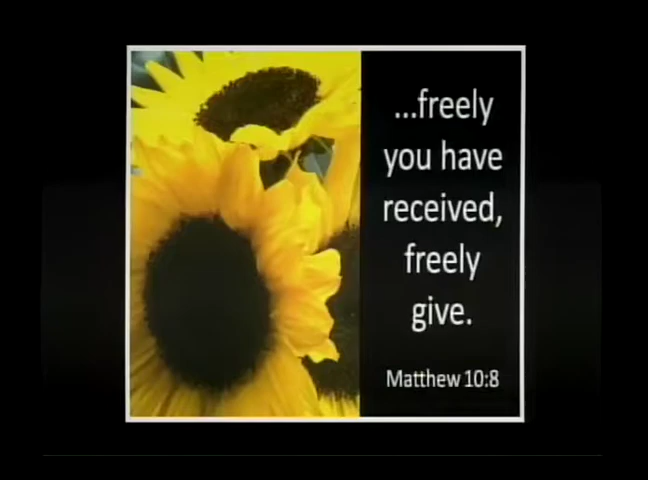 ...freely
you have
received,
freely
give.
Matthew 10:8